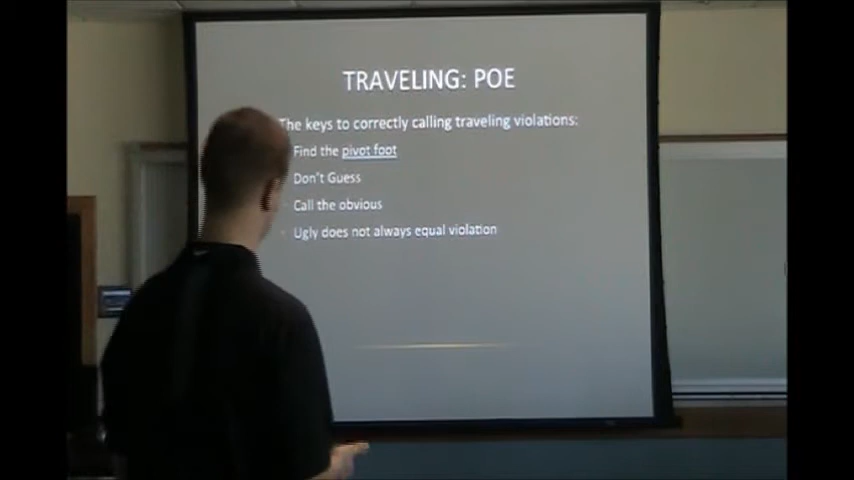 TRAVELING: POE
The keys to correctly calling traveling violations:
Find the pivot foot
Don't Guess
Call the obvious
Ugly does not always equal violation